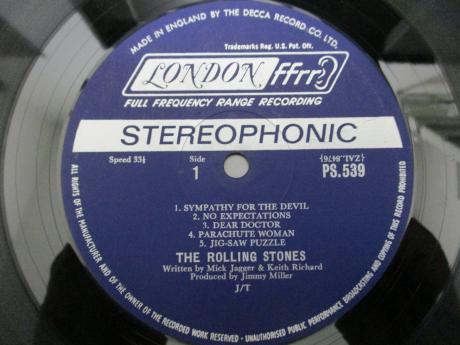 MADE IN ENGLAND BY THE DECCA RECORD CO. LTD.
Trademarks Reg. U.S. Pat. Off.
LONDON ffrr
FULL FREQUENCY RANGE RECORDING
STEREOPHONIC
Speed 33⅓ Side {9L48..IAZ}
1 PS.539
1. SYMPATHY FOR THE DEVIL
2. NO EXPECTATIONS
3. DEAR DOCTOR
4. PARACHUTE WOMAN
5. JIG-SAW PUZZLE
THE ROLLING STONES
Written by Mick Jagger & Keith Richard
Produced by Jimmy Miller
J/T
ALL RIGHTS OF THE MANUFACTURER AND OF THE OWNER OF THE RECORDED WORK RESERVED • UNAUTHORISED PUBLIC PERFORMANCE BROADCASTING AND COPYING OF THIS RECORD PROHIBITED